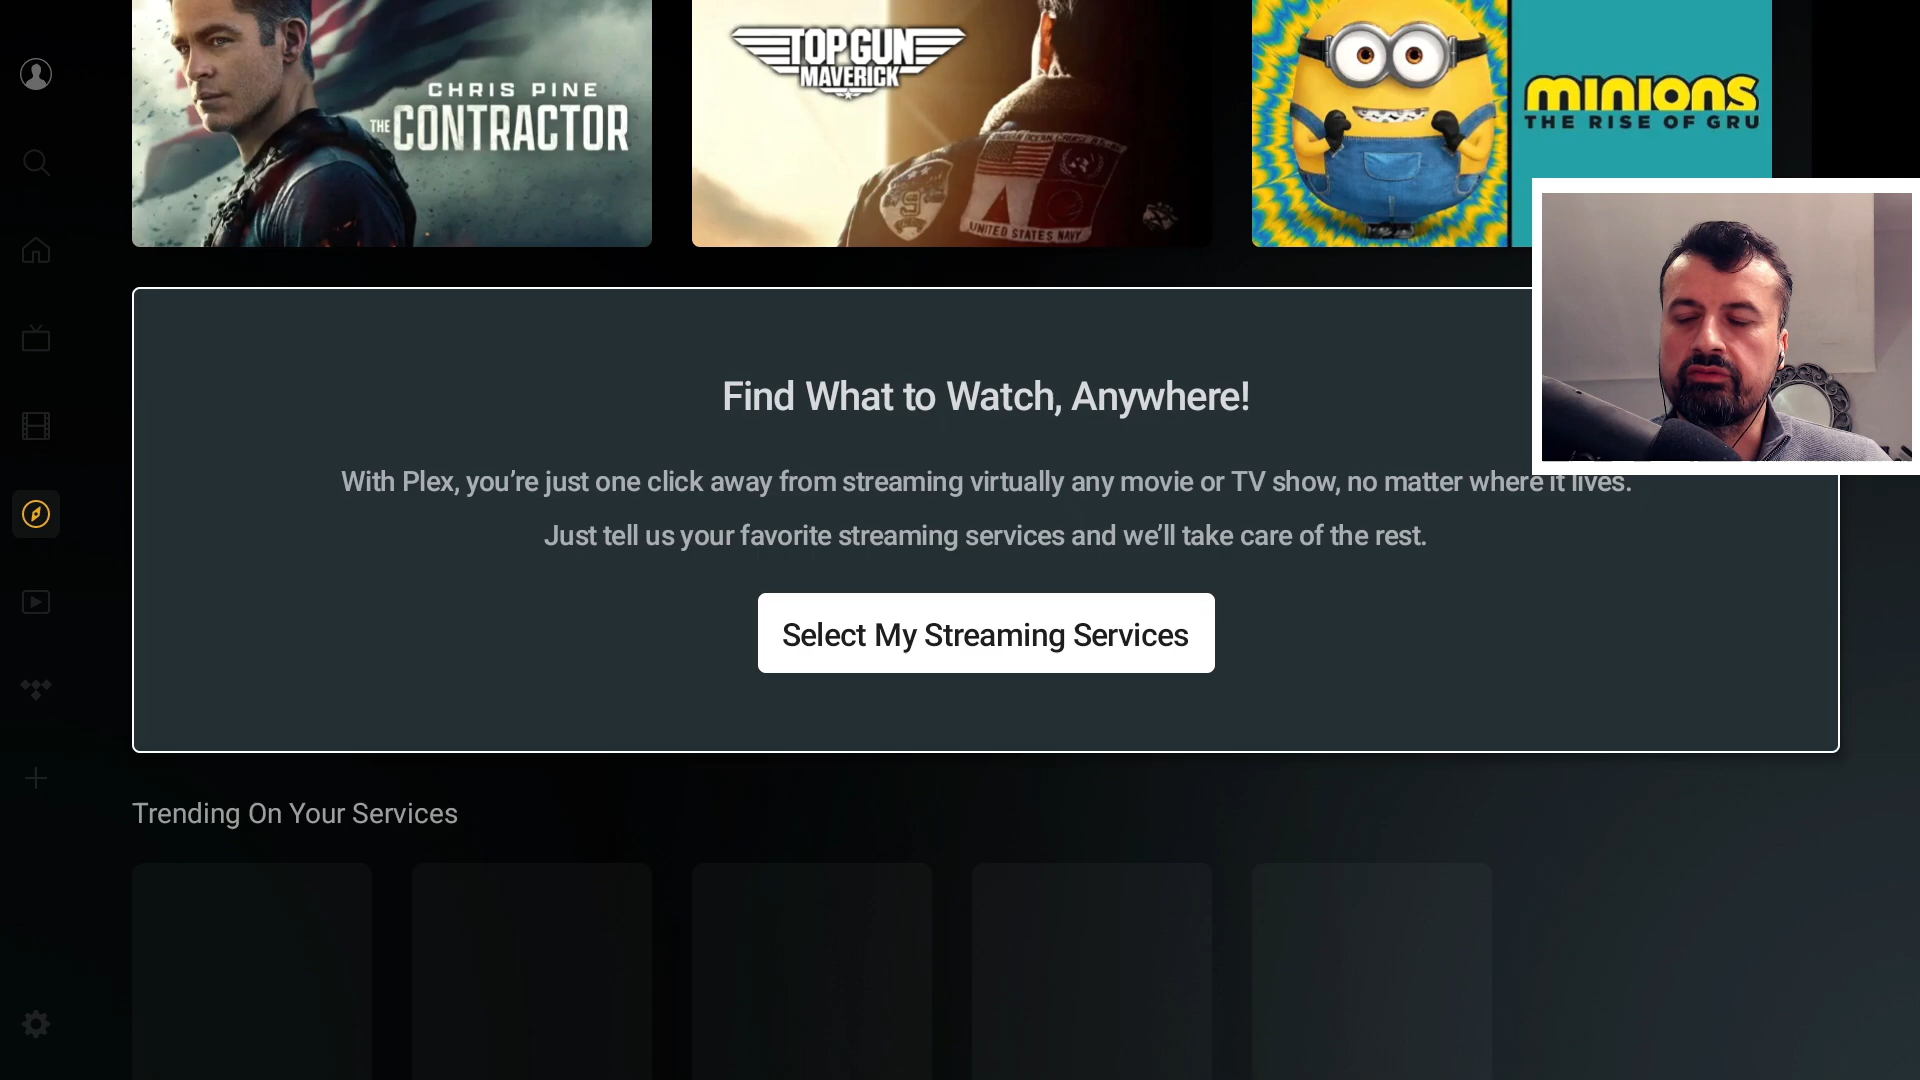 CHRIS PINE
THE CONTRACTOR
TOP GUN
MAVERICK
UNITED STATES NAVY
minions
THE RISE OF GRU
Find What to Watch, Anywhere!
With Plex, you’re just one click away from streaming virtually any movie or TV show, no matter where it lives.
Just tell us your favorite streaming services and we’ll take care of the rest.
Select My Streaming Services
Trending On Your Services